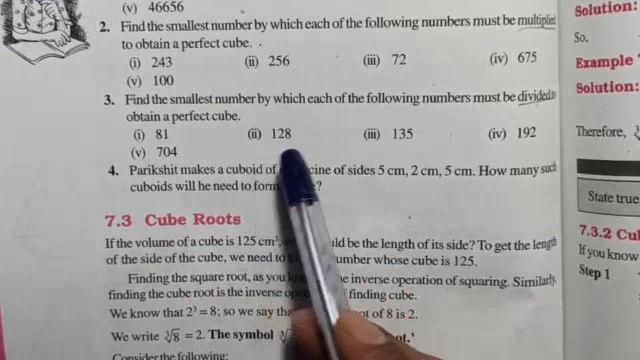 (v) 46656
2. Find the smallest number by which each of the following numbers must be multiplied
to obtain a perfect cube.
(i) 243 (ii) 256 (iii) 72 (iv) 675
(v) 100
3. Find the smallest number by which each of the following numbers must be divided to
obtain a perfect cube.
(i) 81 (ii) 128 (iii) 135 (iv) 192
(v) 704
4. Parikshit makes a cuboid of cine of sides 5 cm, 2 cm, 5 cm. How many such
cuboids will he need to form ?
7.3 Cube Roots
If the volume of a cube is 125 cm³, ld be the length of its side? To get the length
of the side of the cube, we need to number whose cube is 125.
Finding the square root, as you he inverse operation of squaring. Similarly,
finding the cube root is the inverse finding cube.
We know that 2³ = 8; so we say tha t of 8 is 2.
We write ∛8 = 2. The symbol ot.’
Consider the following:
Solution:
So,
Example
Solution:
Therefore,
State true
7.3.2 Cu
If you know
Step 1